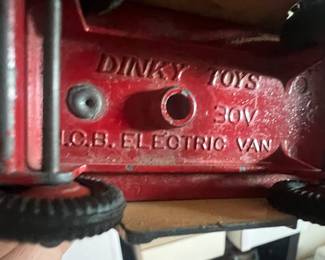 DINKY TOYS
30V
N.C.B. ELECTRIC VAN